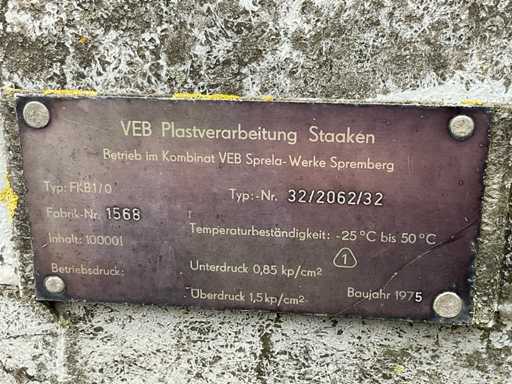 VEB Plastverarbeitung Staaken
Betrieb im Kombinat VEB Sprela-Werke Spremberg
Typ: FKB1/0 Typ:-Nr. 32/2062/32
Fabrik-Nr. 1568
Inhalt: 10000l Temperaturbeständigkeit: -25°C bis 50°C
Betriebsdruck: Unterdruck 0,85 kp/cm² 1
Überdruck 1,5 kp/cm² Baujahr 1975